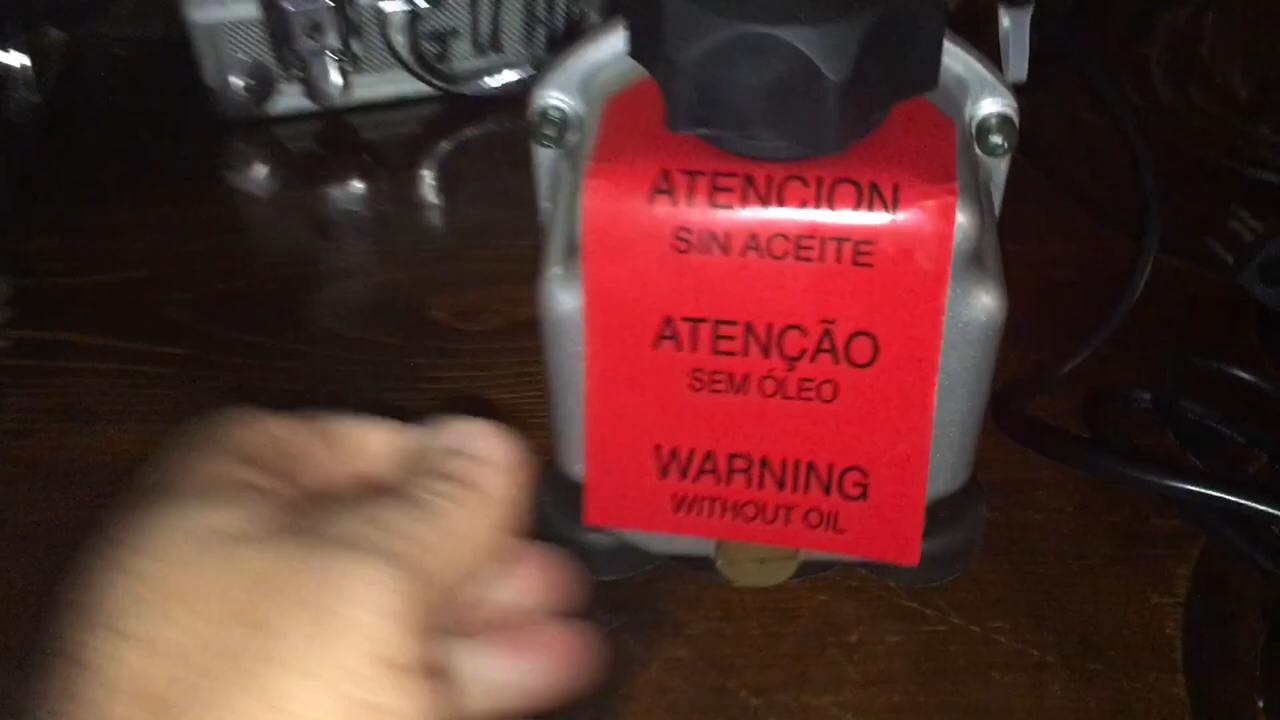 ATENCION
SIN ACEITE
ATENÇÃO
SEM ÓLEO
WARNING
WITHOUT OIL